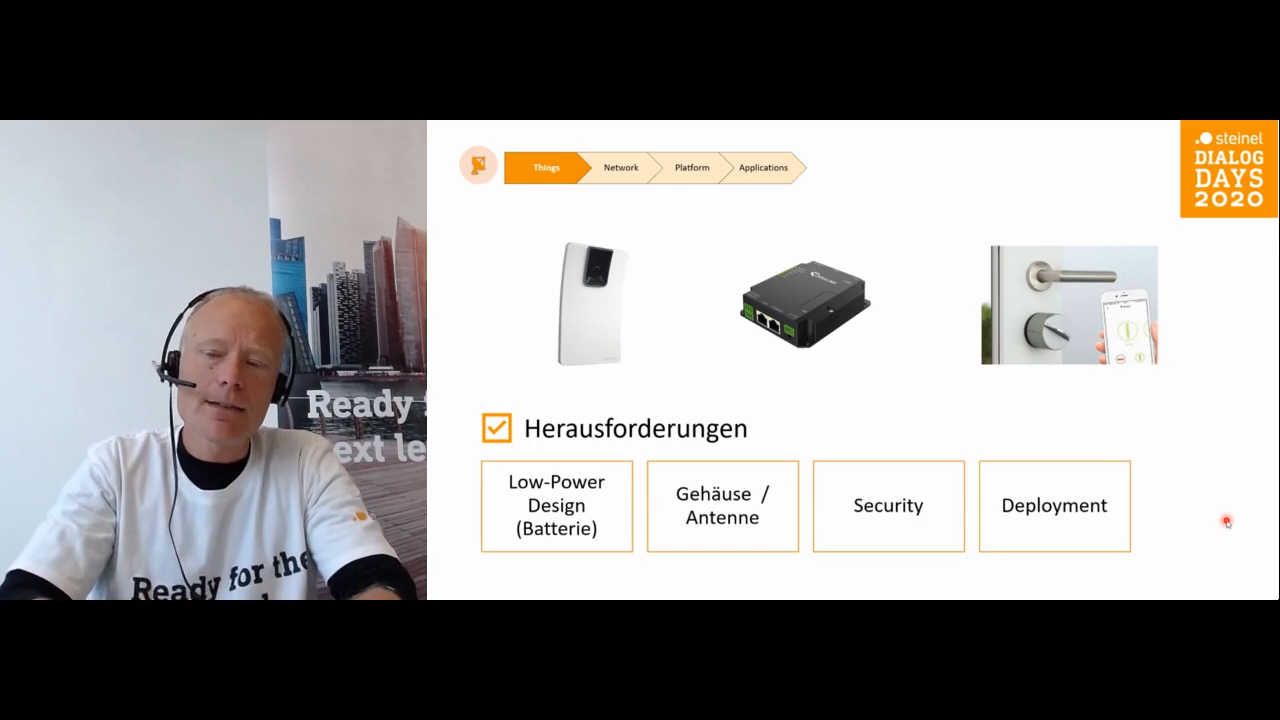 Things
Network
Platform
Applications
steinel
DIALOG
DAYS
2020
Ready
ext le
Ready for the
Herausforderungen
Low-Power
Design
(Batterie)
Gehäuse /
Antenne
Security
Deployment